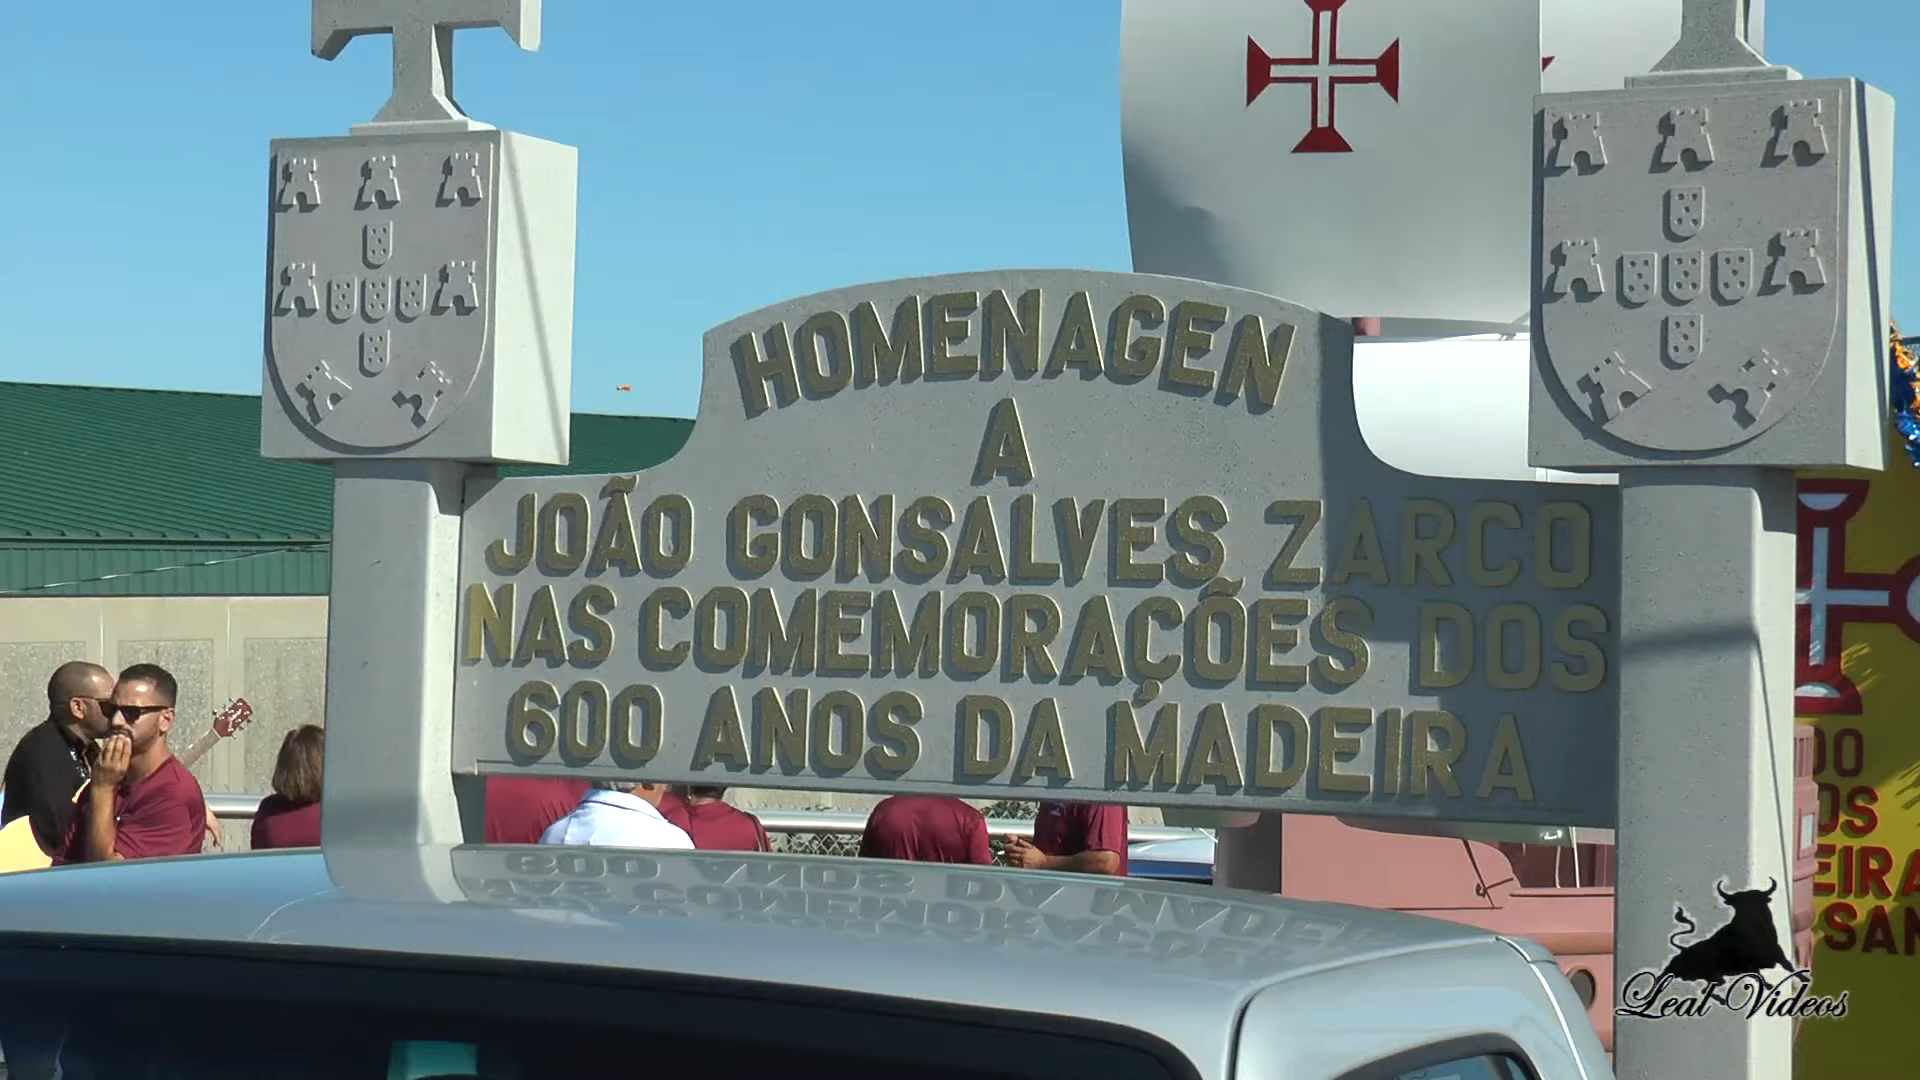 HOMENAGEN
A
JOÃO GONSALVES ZARCO
NAS COMEMORAÇÕES DOS
600 ANOS DA MADEIRA
Leal Videos